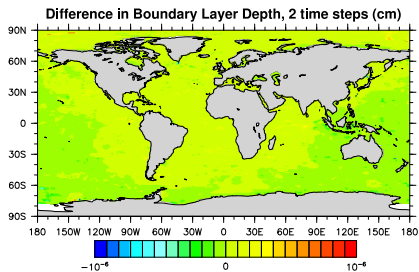 Difference in Boundary Layer Depth, 2 time steps (cm)
90N
60N
30N
0
30S
60S
90S
180 150W 120W 90W 60W 30W 0 30E 60E 90E 120E 150E 180
−10⁻⁶ 0 10⁻⁶